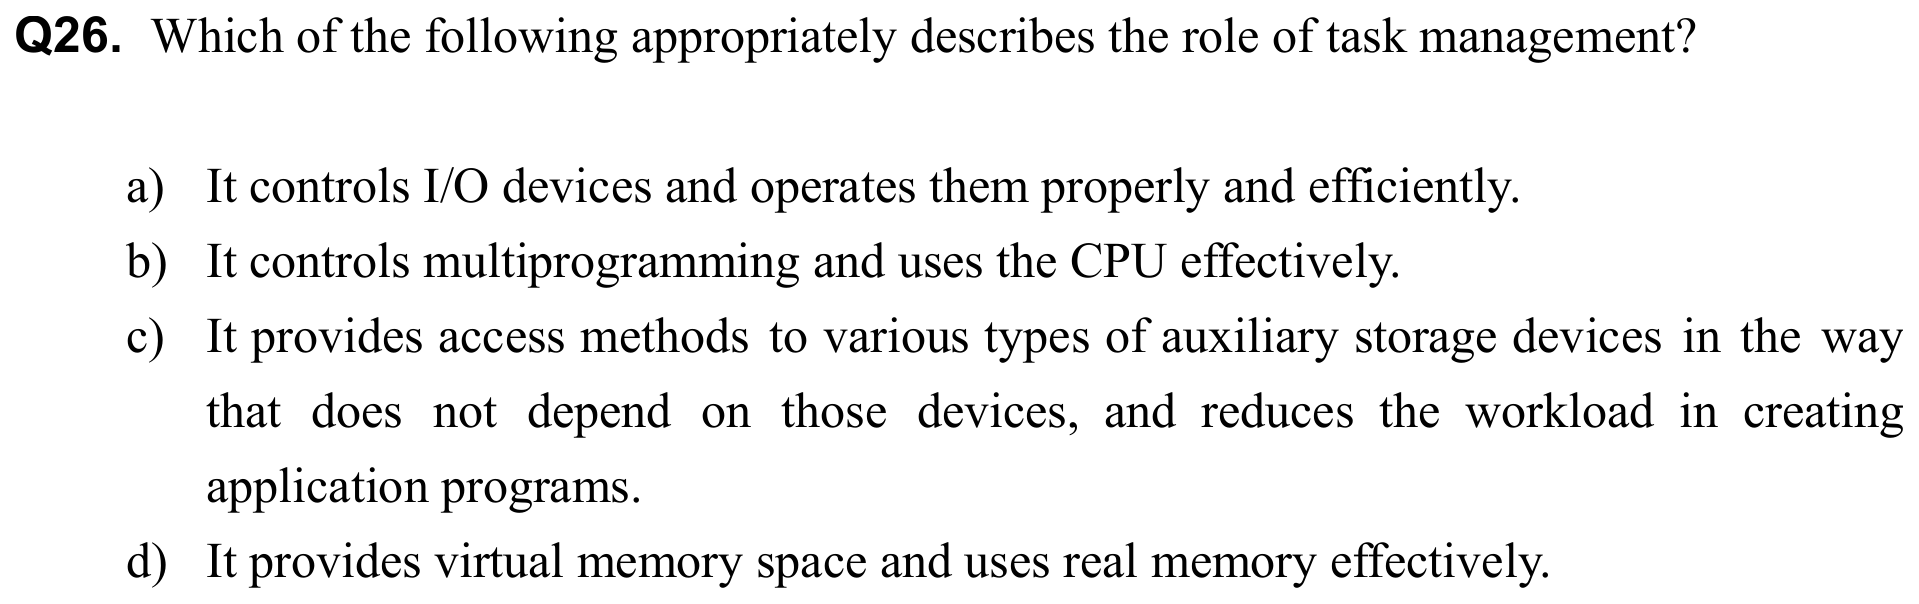 Q26. Which of the following appropriately describes the role of task management?
a) It controls I/O devices and operates them properly and efficiently.
b) It controls multiprogramming and uses the CPU effectively.
c) It provides access methods to various types of auxiliary storage devices in the way
that does not depend on those devices, and reduces the workload in creating
application programs.
d) It provides virtual memory space and uses real memory effectively.